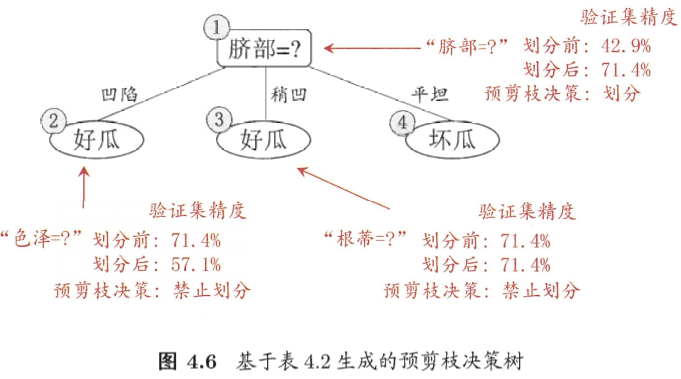 验证集精度
①
脐部=?
“脐部=?” 划分前: 42.9%
划分后: 71.4%
预剪枝决策: 划分
凹陷
稍凹
平坦
②
好瓜
③
好瓜
④
坏瓜
验证集精度
“色泽=?” 划分前: 71.4%
划分后: 57.1%
预剪枝决策: 禁止划分
验证集精度
“根蒂=?” 划分前: 71.4%
划分后: 71.4%
预剪枝决策: 禁止划分
图 4.6 基于表 4.2 生成的预剪枝决策树